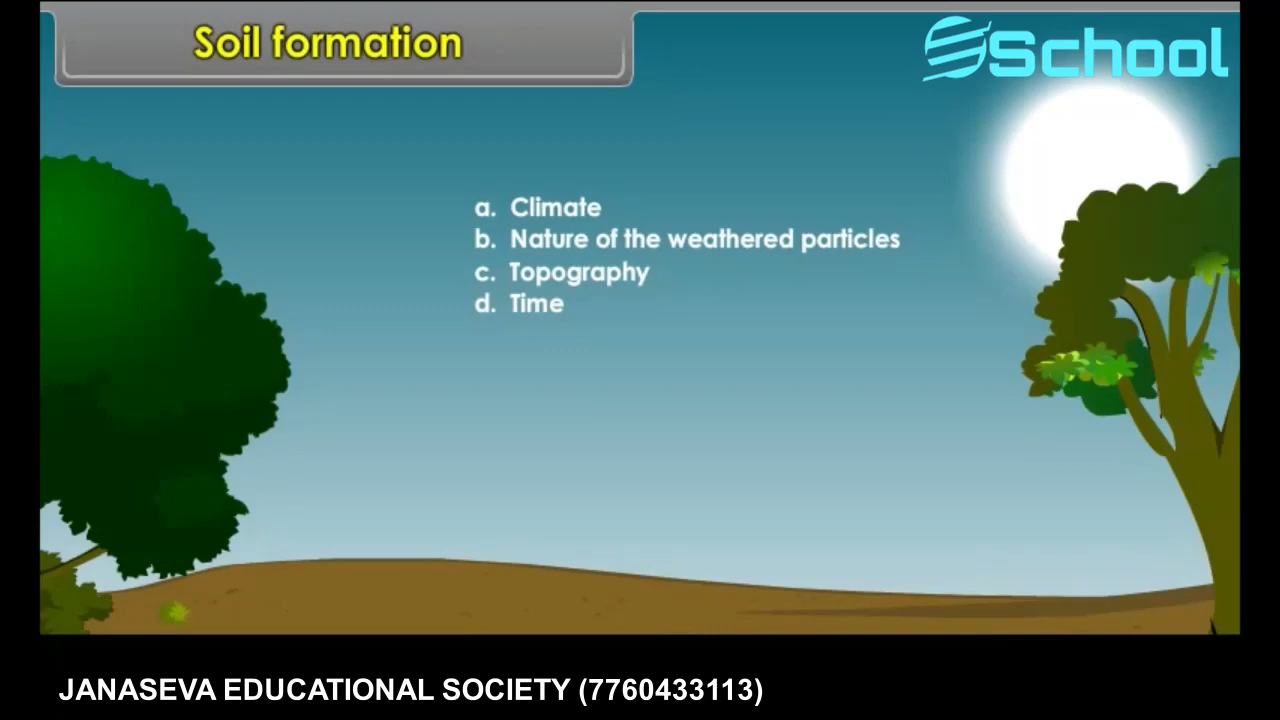 Soil formation
School
a. Climate
b. Nature of the weathered particles
c. Topography
d. Time
JANASEVA EDUCATIONAL SOCIETY (7760433113)